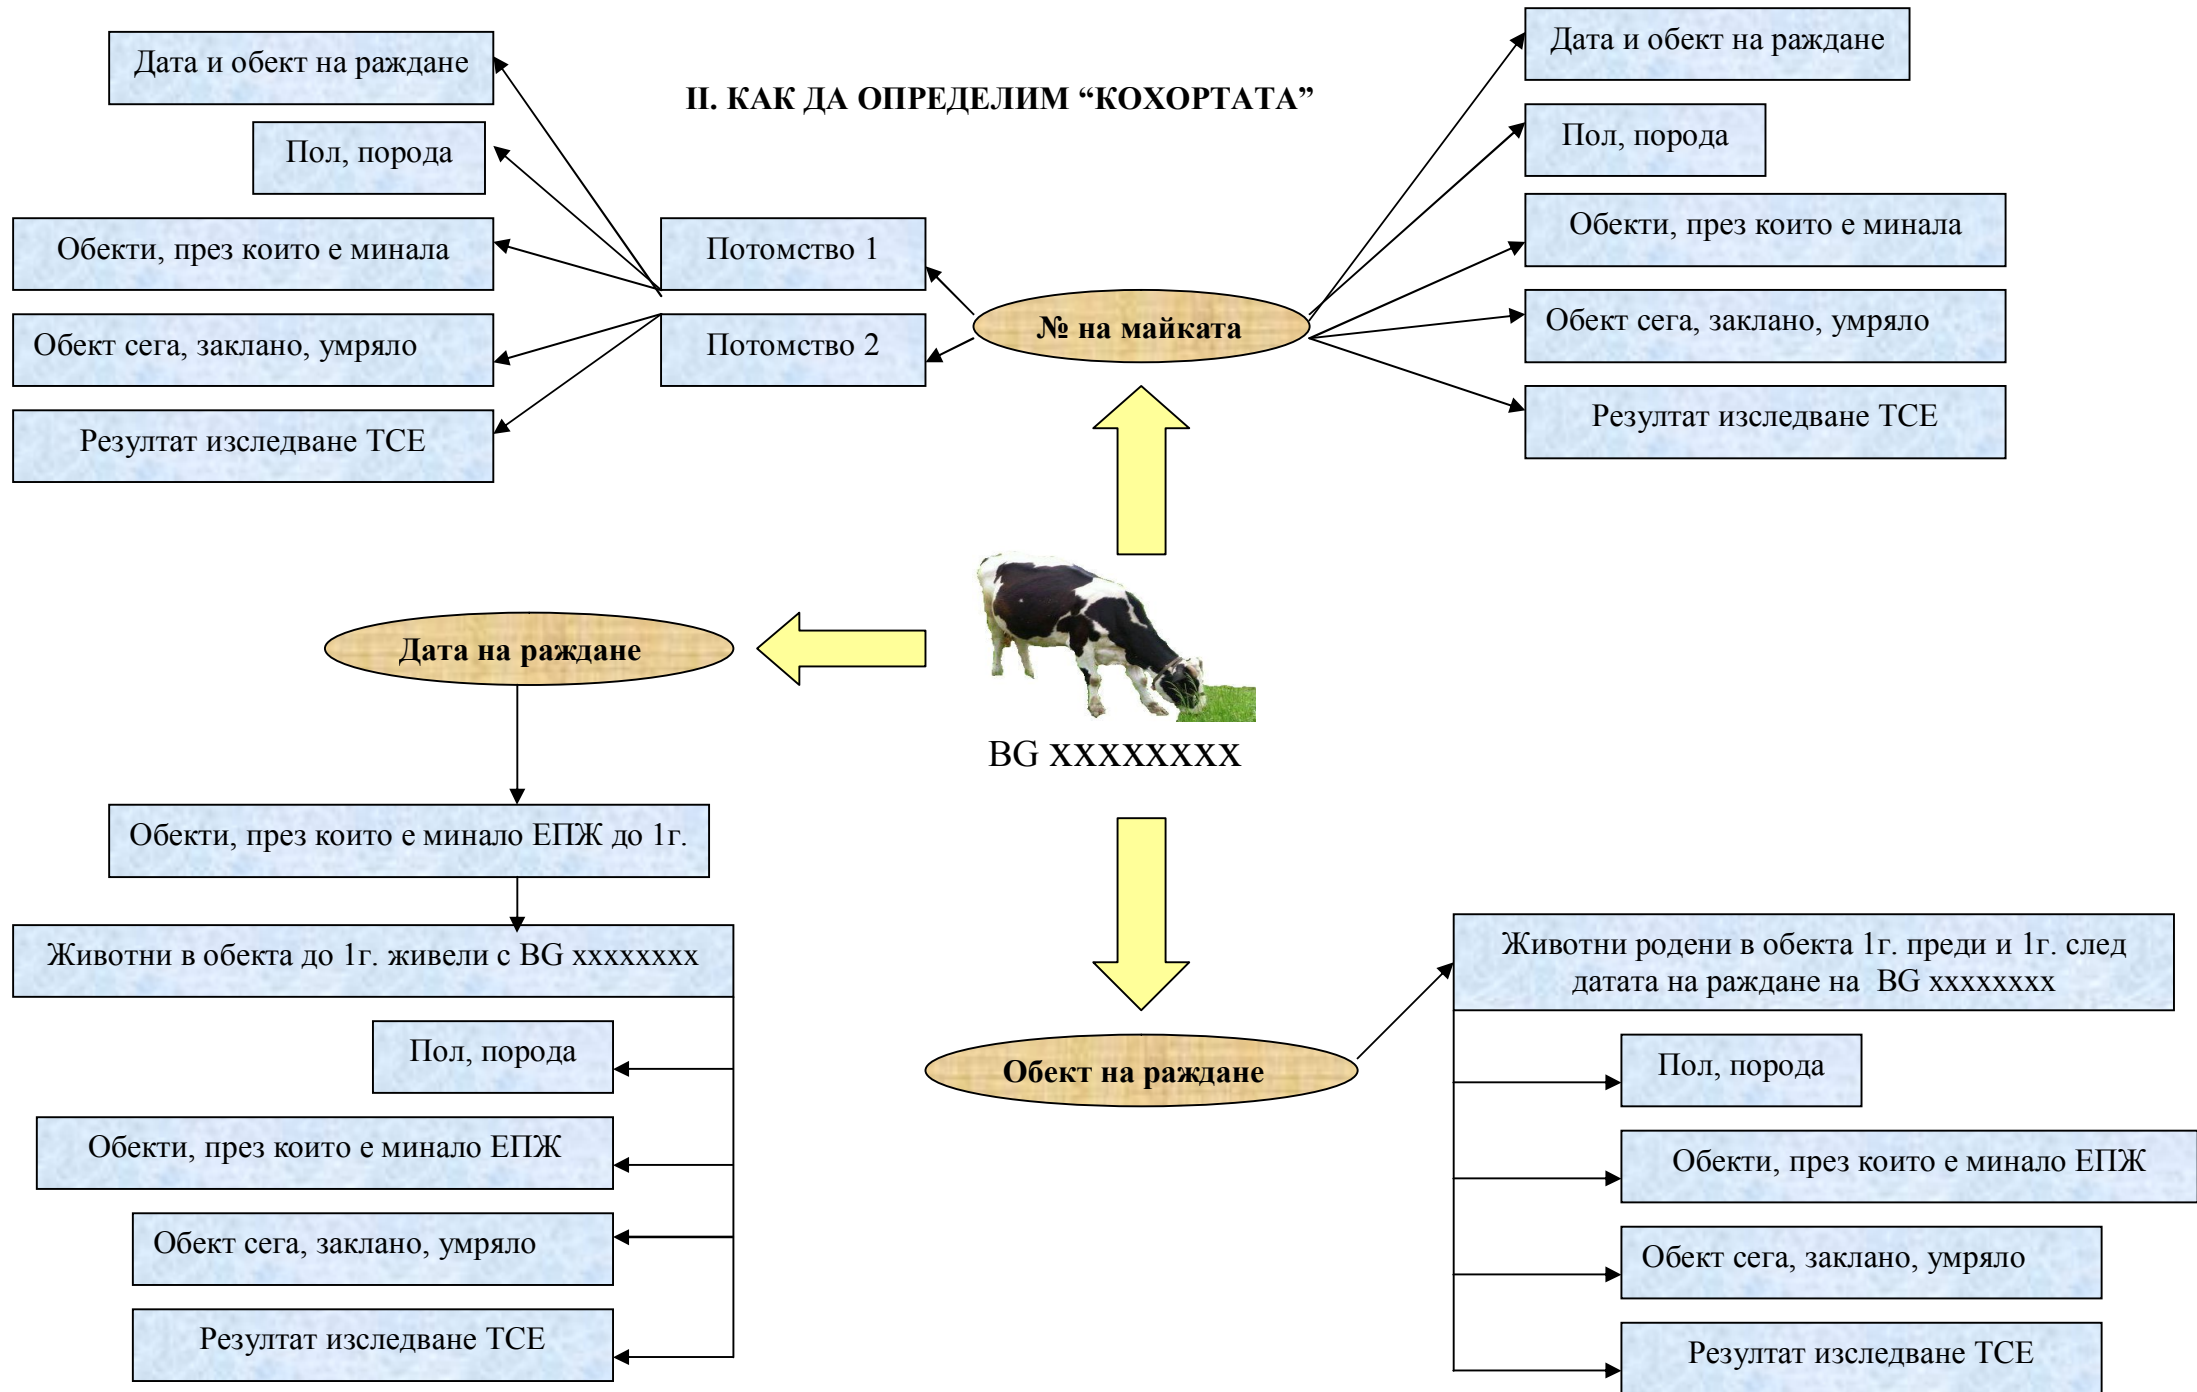 II. КАК ДА ОПРЕДЕЛИМ “КОХОРТАТА”
Дата и обект на раждане
Пол, порода
Обекти, през които е минала
Обект сега, заклано, умряло
Резултат изследване ТСЕ
Потомство 1
Потомство 2
№ на майката
Дата и обект на раждане
Пол, порода
Обекти, през които е минала
Обект сега, заклано, умряло
Резултат изследване ТСЕ
BG XXXXXXXX
Дата на раждане
Обекти, през които е минало ЕПЖ до 1г.
Животни в обекта до 1г. живели с BG xxxxxxxx
Пол, порода
Обекти, през които е минало ЕПЖ
Обект сега, заклано, умряло
Резултат изследване ТСЕ
Обект на раждане
Животни родени в обекта 1г. преди и 1г. след
датата на раждане на BG xxxxxxxx
Пол, порода
Обекти, през които е минало ЕПЖ
Обект сега, заклано, умряло
Резултат изследване ТСЕ